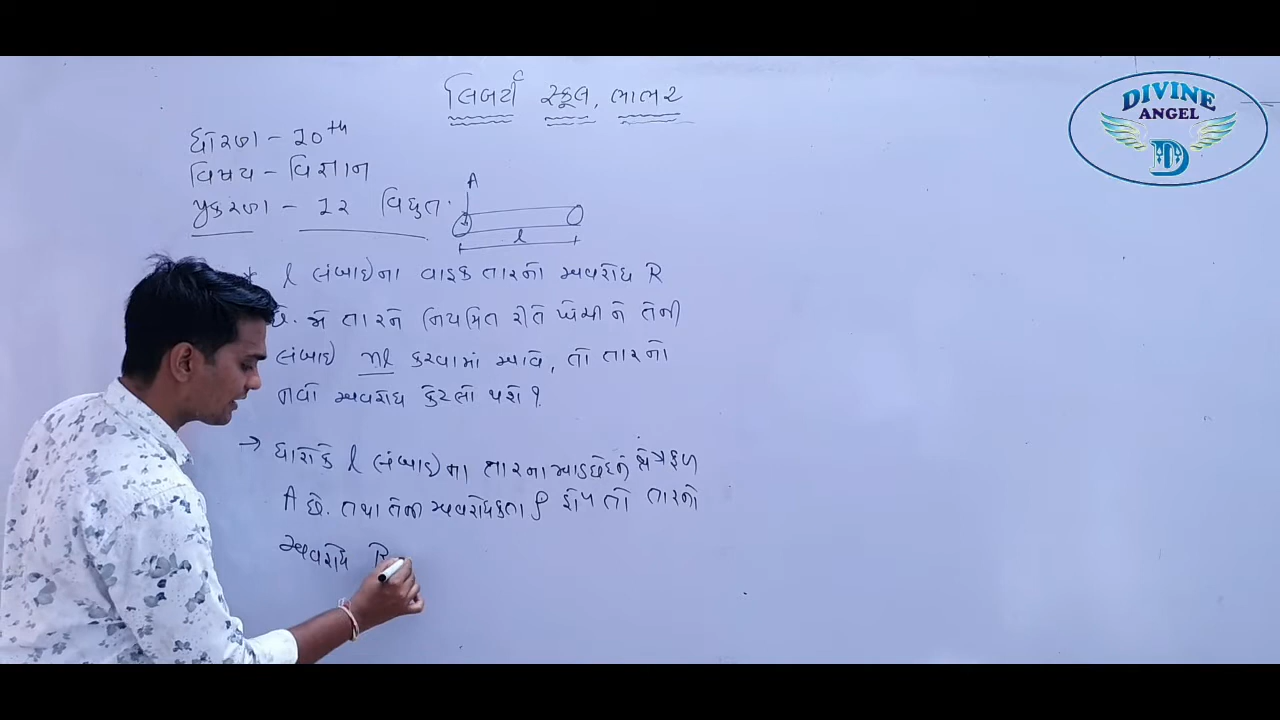 લિબર્ટી સ્કૂલ, ભાભર
DIVINE
ANGEL
D
ધોરણ - 10th
વિષય - વિજ્ઞાન
પ્રકરણ - 12 વિદ્યુત.
A
l
* l લંબાઈના વાહક તારનો અવરોધ R
છે. જો તારને નિયમિત રીતે ખેંચીને તેની
લંબાઈ nl કરવામાં આવે, તો તારનો
નવો અવરોધ કેટલો થશે ?
→ ધારોકે l લંબાઈના તારના આડછેદનું ક્ષેત્રફળ
A છે. તથા તેની અવરોધકતા ρ હોય તો તારનો
અવરોધ R